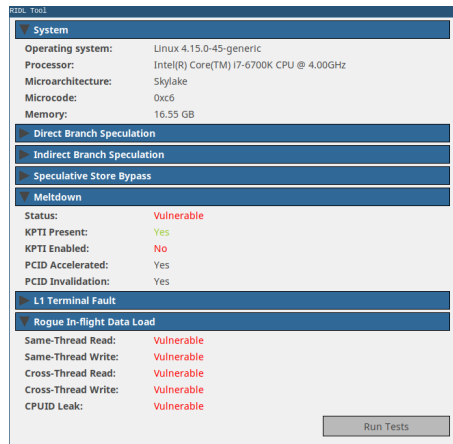 RIDL Tool
System
Operating system: Linux 4.15.0-45-generic
Processor: Intel(R) Core(TM) i7-6700K CPU @ 4.00GHz
Microarchitecture: Skylake
Microcode: 0xc6
Memory: 16.55 GB
Direct Branch Speculation
Indirect Branch Speculation
Speculative Store Bypass
Meltdown
Status: Vulnerable
KPTI Present: Yes
KPTI Enabled: No
PCID Accelerated: Yes
PCID Invalidation: Yes
L1 Terminal Fault
Rogue In-flight Data Load
Same-Thread Read: Vulnerable
Same-Thread Write: Vulnerable
Cross-Thread Read: Vulnerable
Cross-Thread Write: Vulnerable
CPUID Leak: Vulnerable
Run Tests